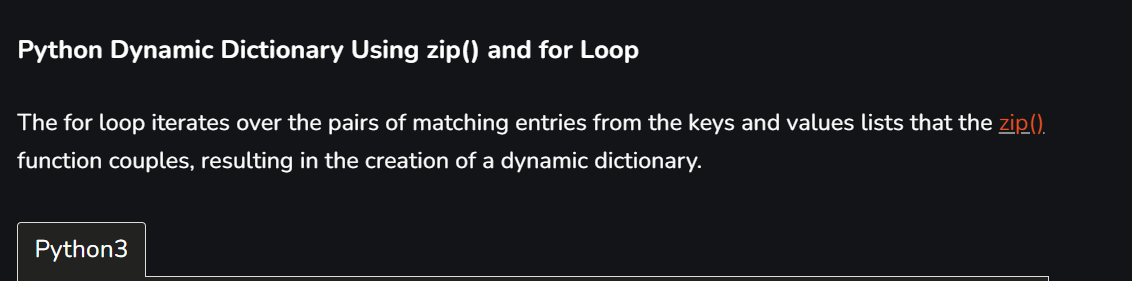 Python Dynamic Dictionary Using zip() and for Loop
The for loop iterates over the pairs of matching entries from the keys and values lists that the zip()
function couples, resulting in the creation of a dynamic dictionary.
Python3